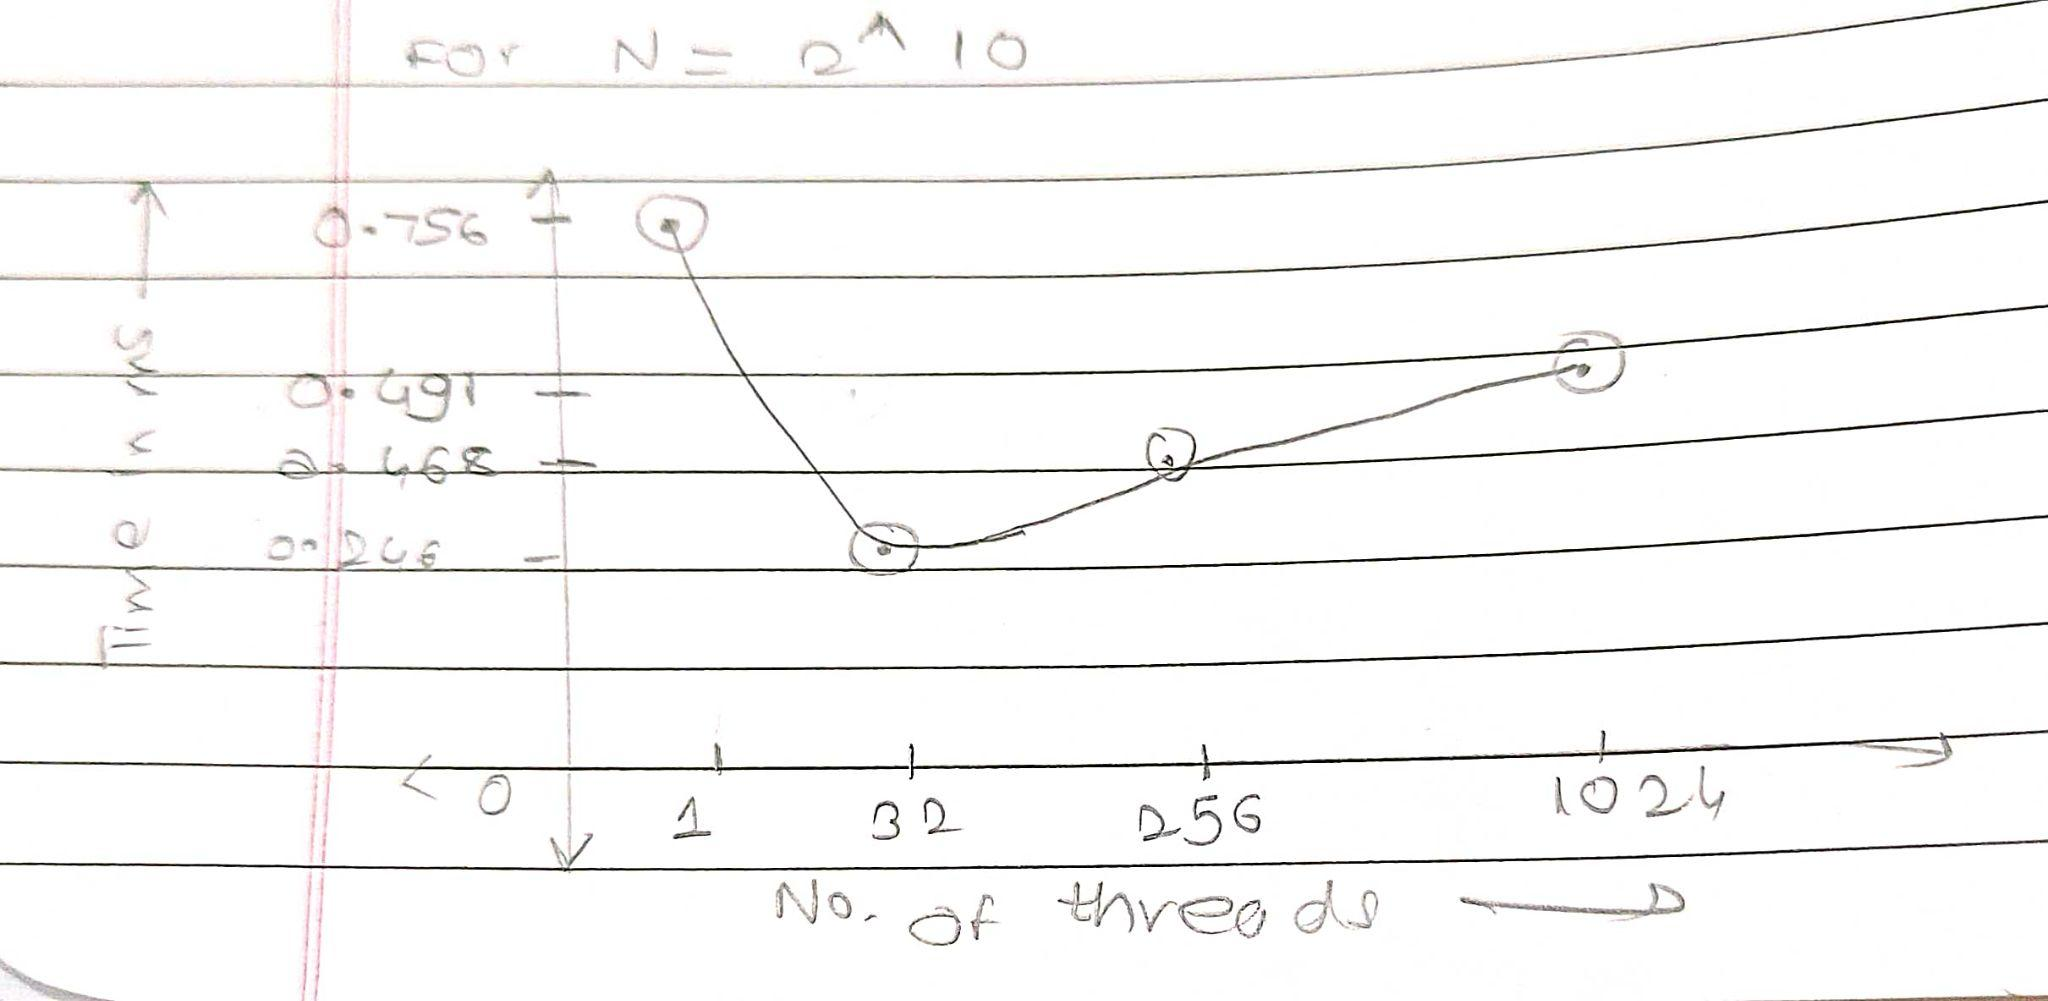 For N = 2^10
0.756
0.491
0.468
0.246
Time in ms
0 1 32 256 1024
No. of threads